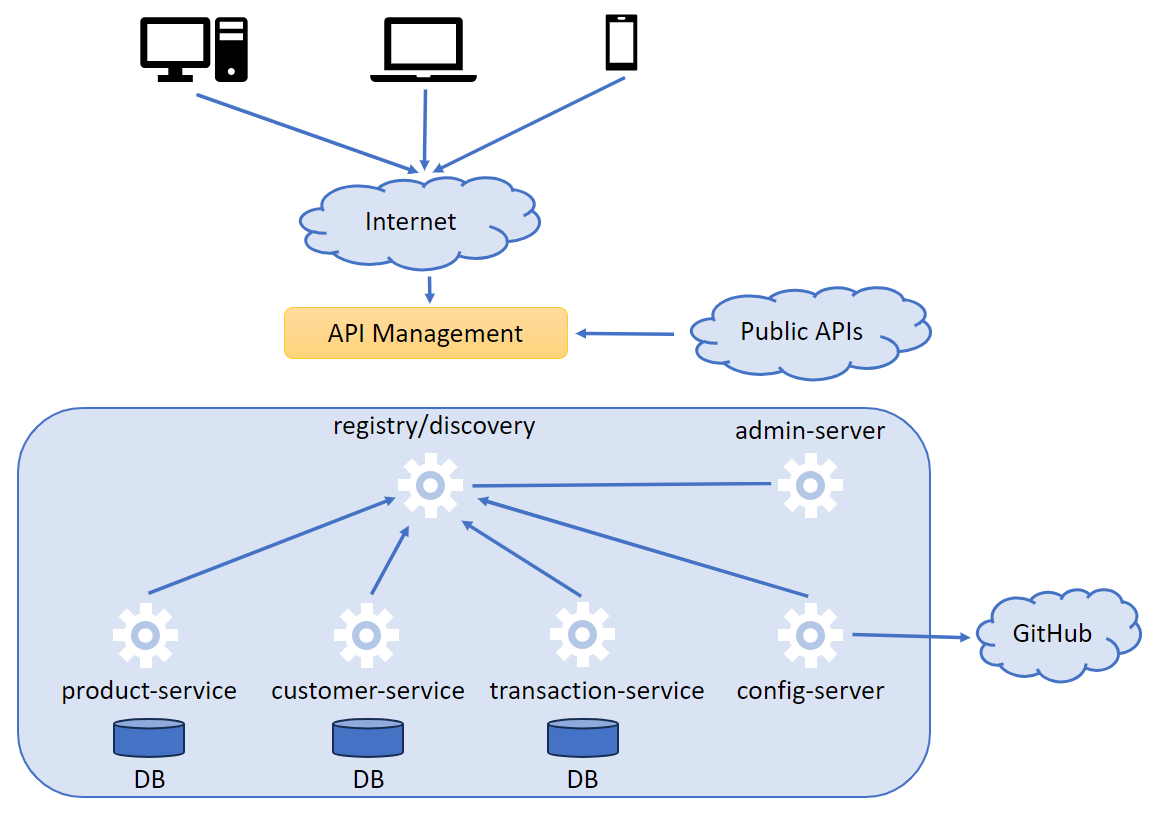 Internet
API Management
Public APIs
registry/discovery
admin-server
GitHub
product-service
customer-service
transaction-service
config-server
DB
DB
DB